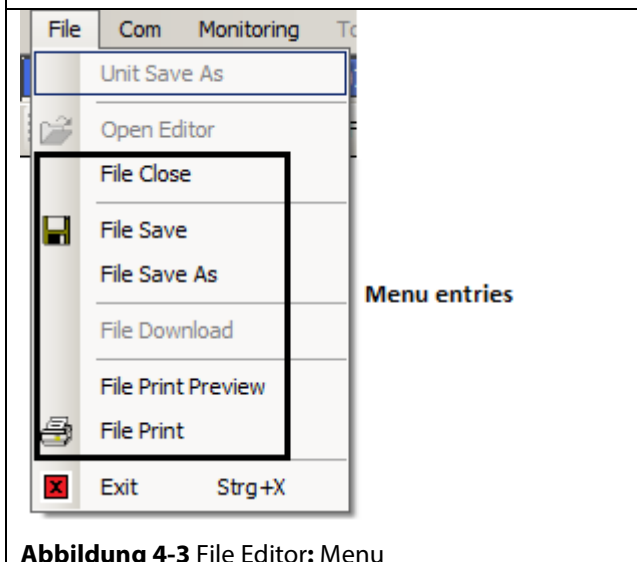 File Com Monitoring
Unit Save As
Open Editor
File Close
File Save
File Save As
Menu entries
File Download
File Print Preview
File Print
Exit Strg+X
Abbildung 4-3 File Editor: Menu